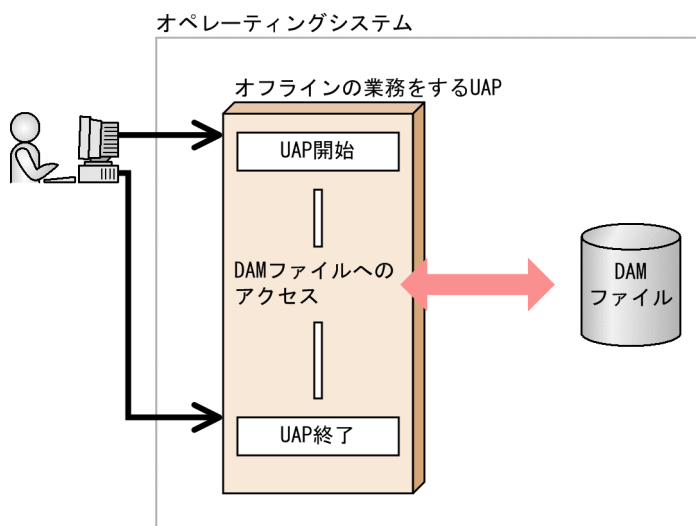 オペレーティングシステム
オフラインの業務をするUAP
UAP開始
DAMファイルへの
アクセス
DAM
ファイル
UAP終了